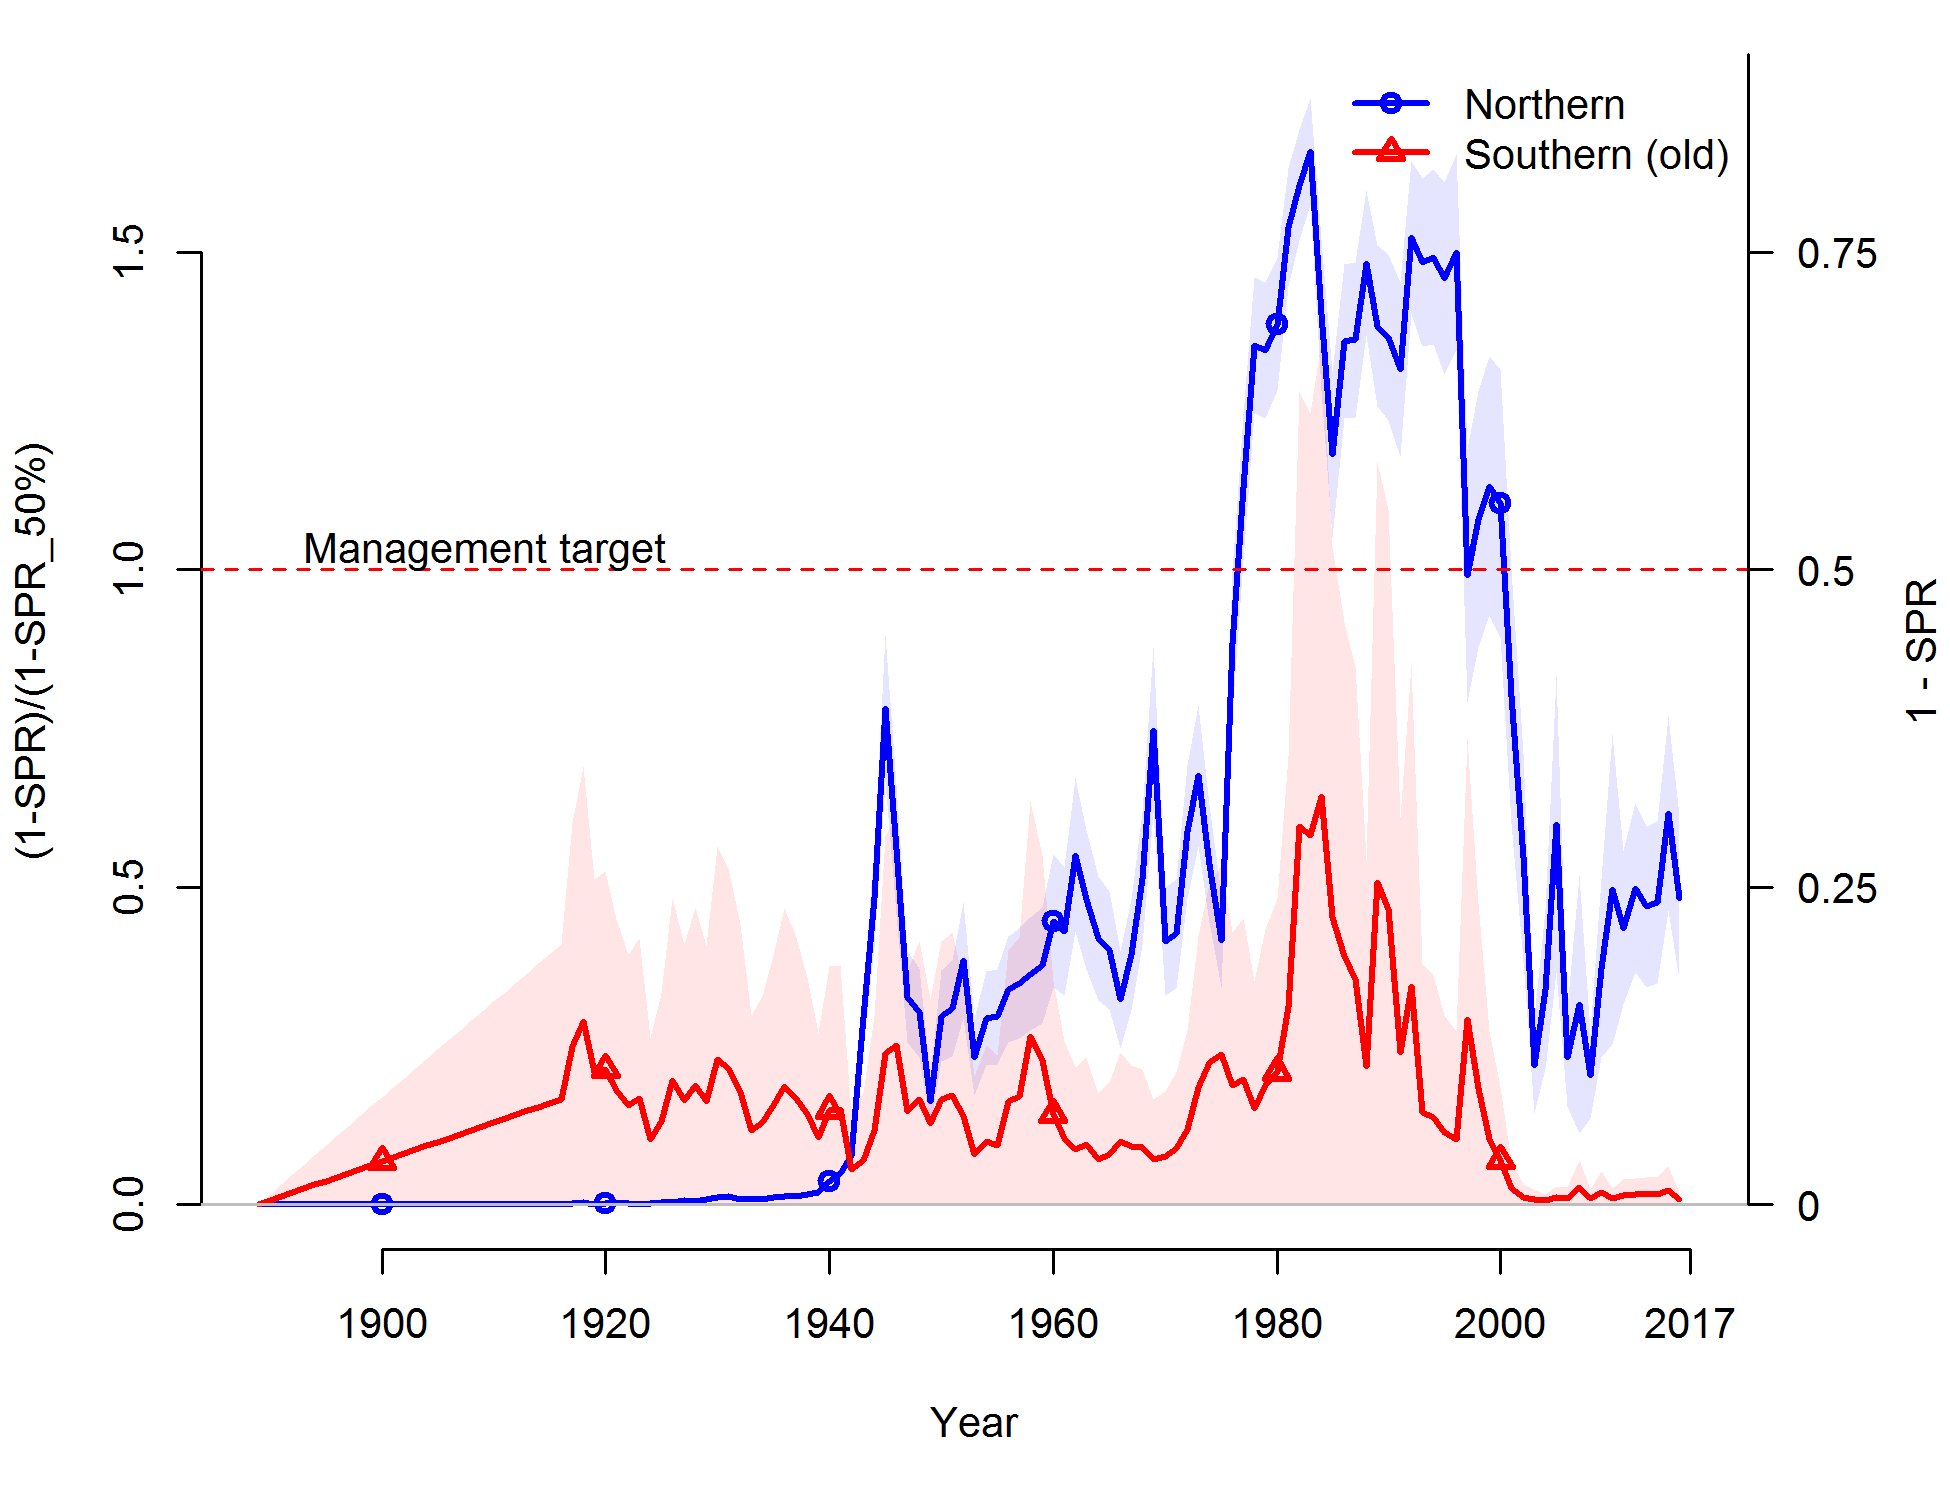 Northern
Southern (old)
Management target
(1-SPR)/(1-SPR_50%)
0.0
0.5
1.0
1.5
1 - SPR
0
0.25
0.5
0.75
1900
1920
1940
1960
1980
2000
2017
Year